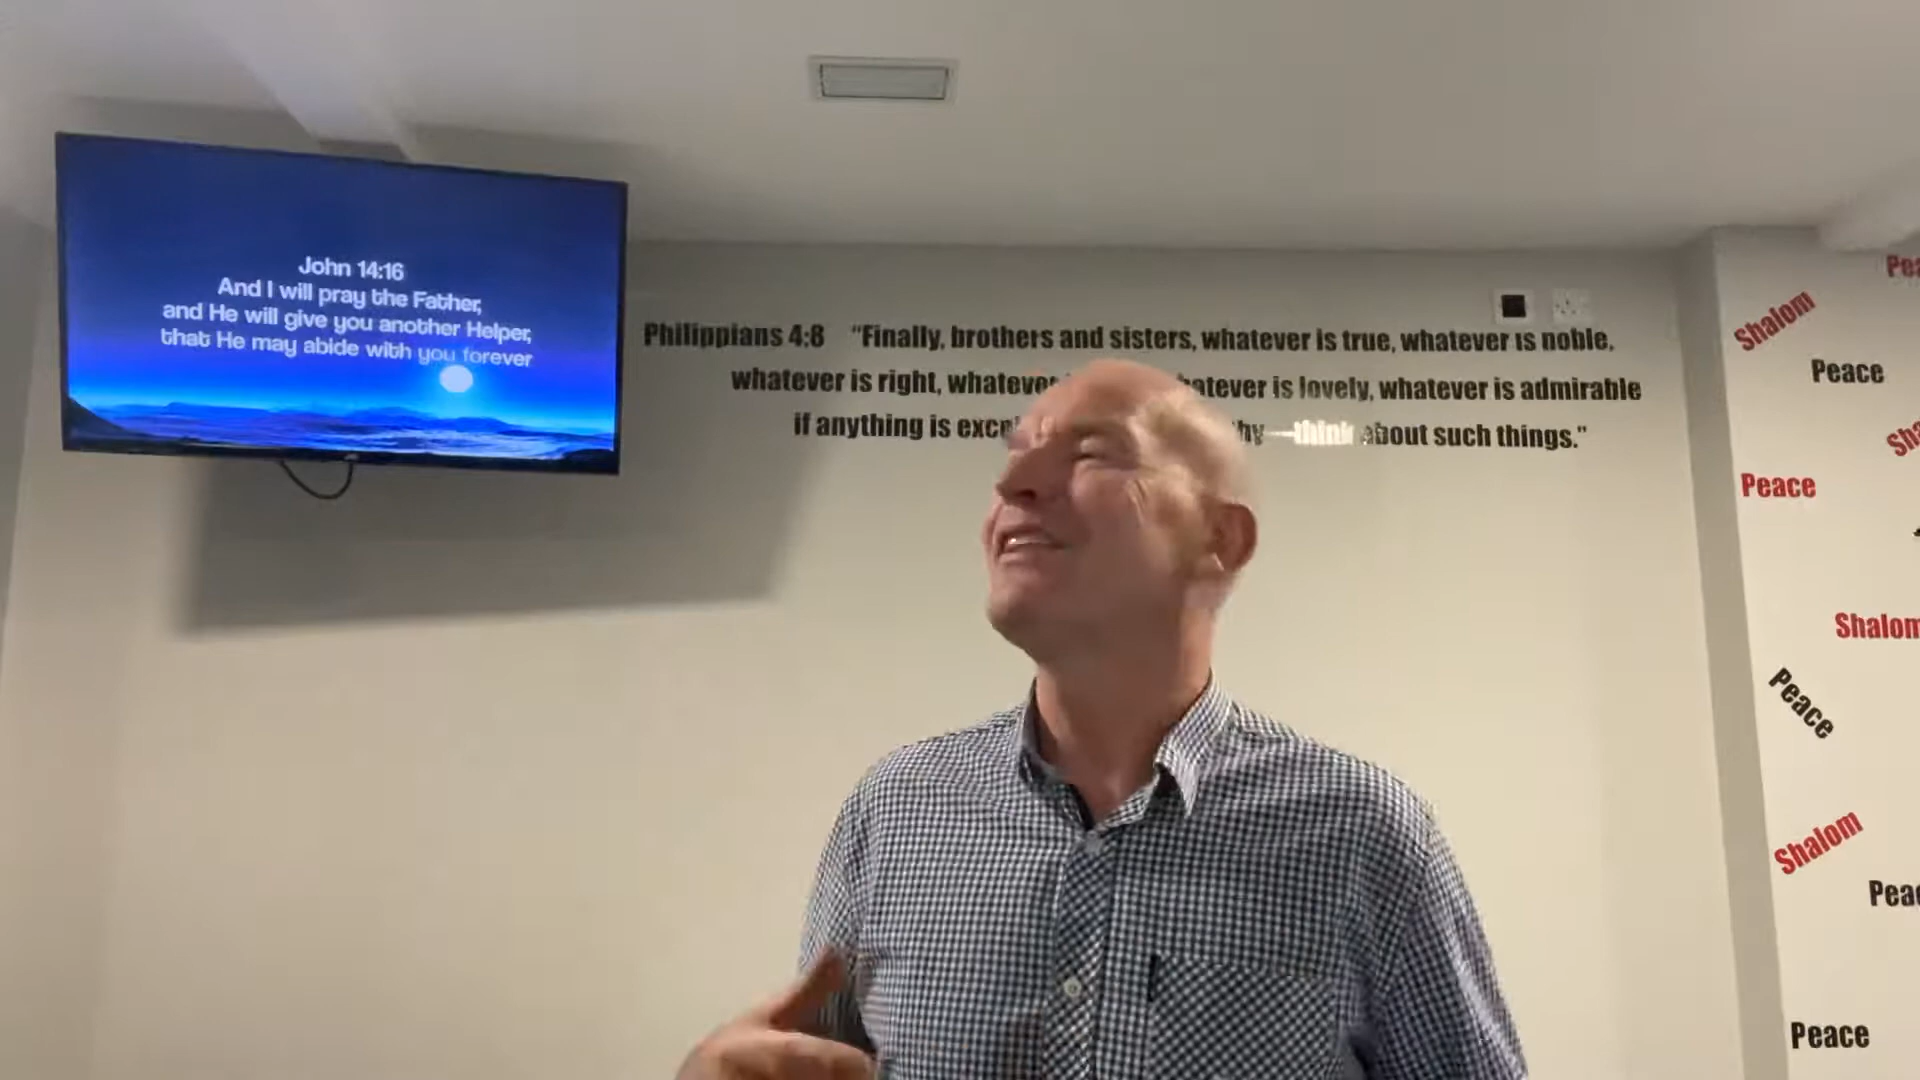 John 14:16
And I will pray the Father,
and He will give you another Helper,
that He may abide with you forever
Philippians 4:8 "Finally, brothers and sisters, whatever is true, whatever is noble,
whatever is right, whatever is lovely, whatever is admirable
if anything is think about such things."
Shalom
Peace
Peace
Shalom
Peace
Shalom
Peace